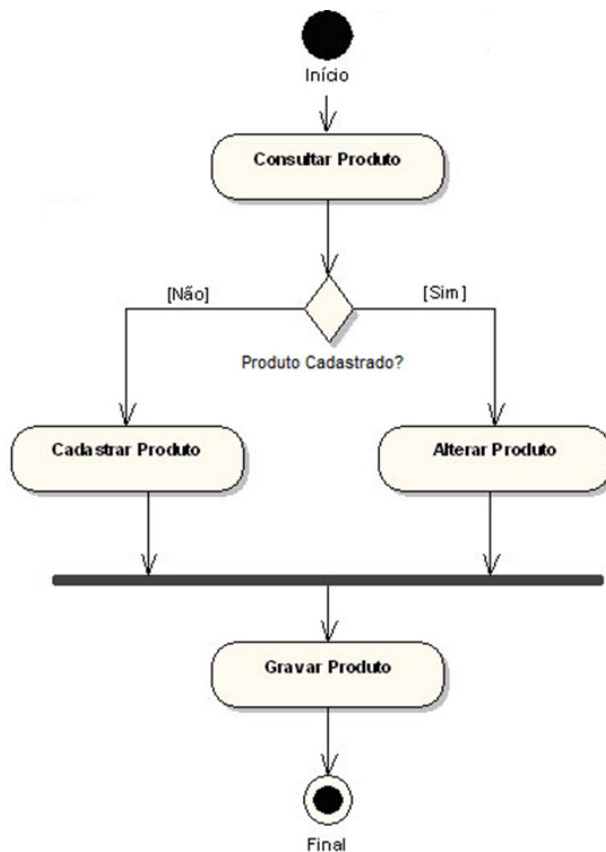 Início
Consultar Produto
[Não]
[Sim]
Produto Cadastrado?
Cadastrar Produto
Alterar Produto
Gravar Produto
Final